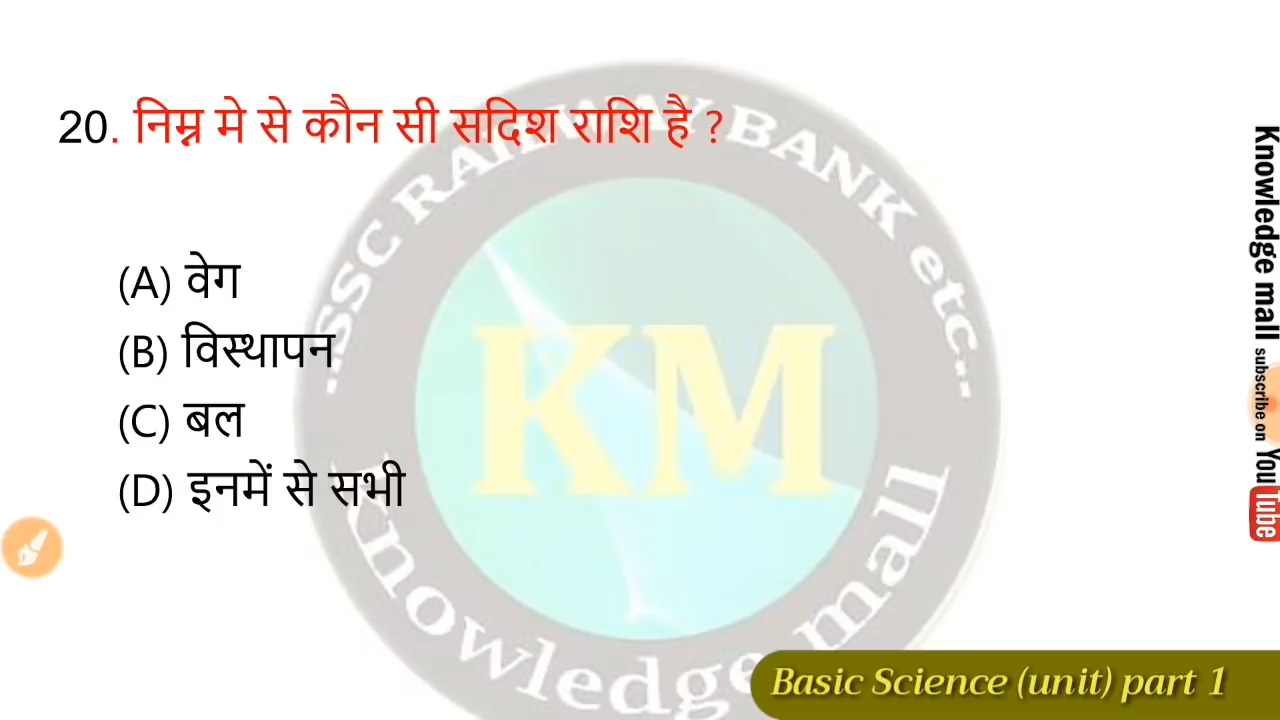 20. निम्न मे से कौन सी सदिश राशि है ?
(A) वेग
(B) विस्थापन
(C) बल
(D) इनमें से सभी
...SSC RAILWAY BANK etc...
KM
Knowledge mall
Knowledge mall subscribe on YouTube
Basic Science (unit) part 1